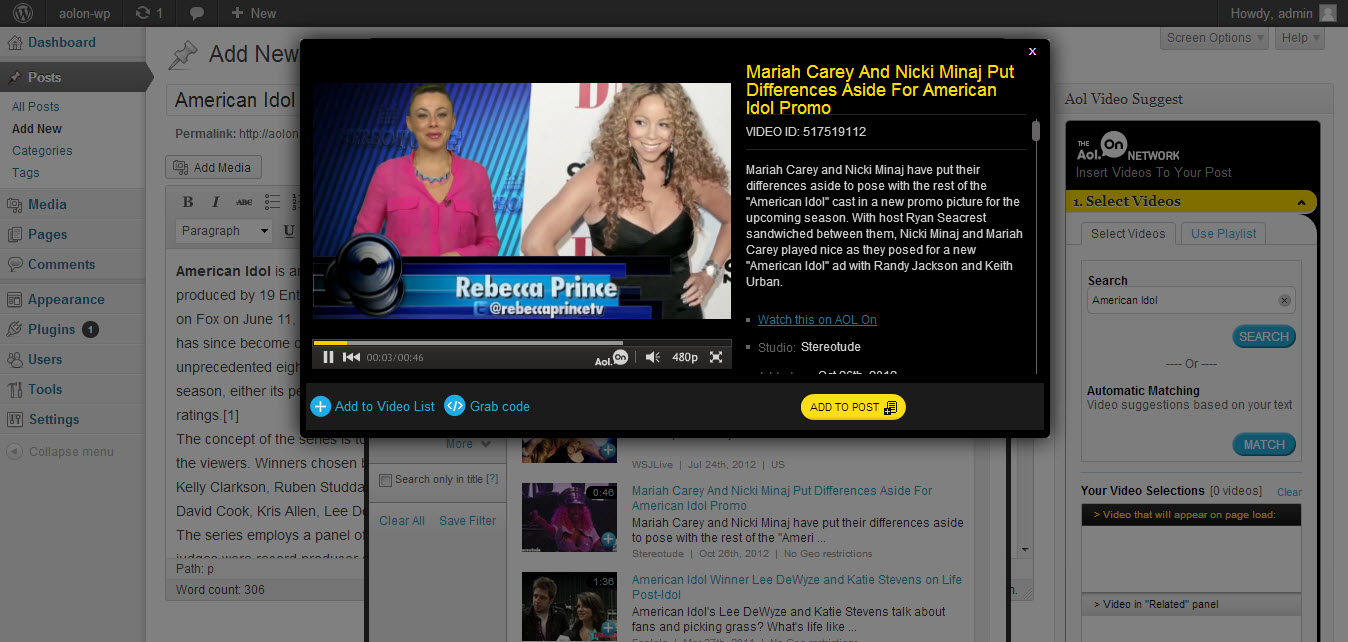 aolon-wp
1
New
Howdy, admin
Dashboard
Posts
All Posts
Add New
Categories
Tags
Media
Pages
Comments
Appearance
Plugins 1
Users
Tools
Settings
Collapse menu
Add New
Screen Options
Help
American Idol
Permalink: http://aolon
Add Media
B I ABC
Paragraph U
American Idol is
produced by 19 Ent
on Fox on June 11,
has since become
unprecedented eigh
season, either its pe
ratings.[1]
The concept of the series is to
the viewers. Winners chosen
Kelly Clarkson, Ruben Studda
David Cook, Kris Allen, Lee De
The series employs a panel of
Path: p
Word count: 306
x
Rebecca Prince
@rebeccaprincetv
00:03/00:46
Aol.On
480p
Mariah Carey And Nicki Minaj Put
Differences Aside For American
Idol Promo
VIDEO ID: 517519112
Mariah Carey and Nicki Minaj have put their
differences aside to pose with the rest of the
"American Idol" cast in a new promo picture for the
upcoming season. With host Ryan Seacrest
sandwiched between them, Nicki Minaj and Mariah
Carey played nice as they posed for a new
"American Idol" ad with Randy Jackson and Keith
Urban.
Watch this on AOL On
Studio: Stereotude
Oct 26th, 2012
Add to Video List
Grab code
ADD TO POST
More
Search only in title [?]
Clear All
Save Filter
WSJLive | Jul 24th, 2012 | US
0:46
Mariah Carey And Nicki Minaj Put Differences Aside For
American Idol Promo
Mariah Carey and Nicki Minaj have put their differences aside
to pose with the rest of the "Ameri ...
Stereotude | Oct 26th, 2012 | No Geo restrictions
1:36
American Idol Winner Lee DeWyze and Katie Stevens on Life
Post-Idol
American Idol's Lee DeWyze and Katie Stevens talk about
fans and picking grass? What's life like ...
Aol Video Suggest
THE
Aol. On NETWORK
Insert Videos To Your Post
1. Select Videos
Select Videos
Use Playlist
Search
American Idol
SEARCH
---- Or ----
Automatic Matching
Video suggestions based on your text
MATCH
Your Video Selections [0 videos] Clear
> Video that will appear on page load:
> Video in "Related" panel